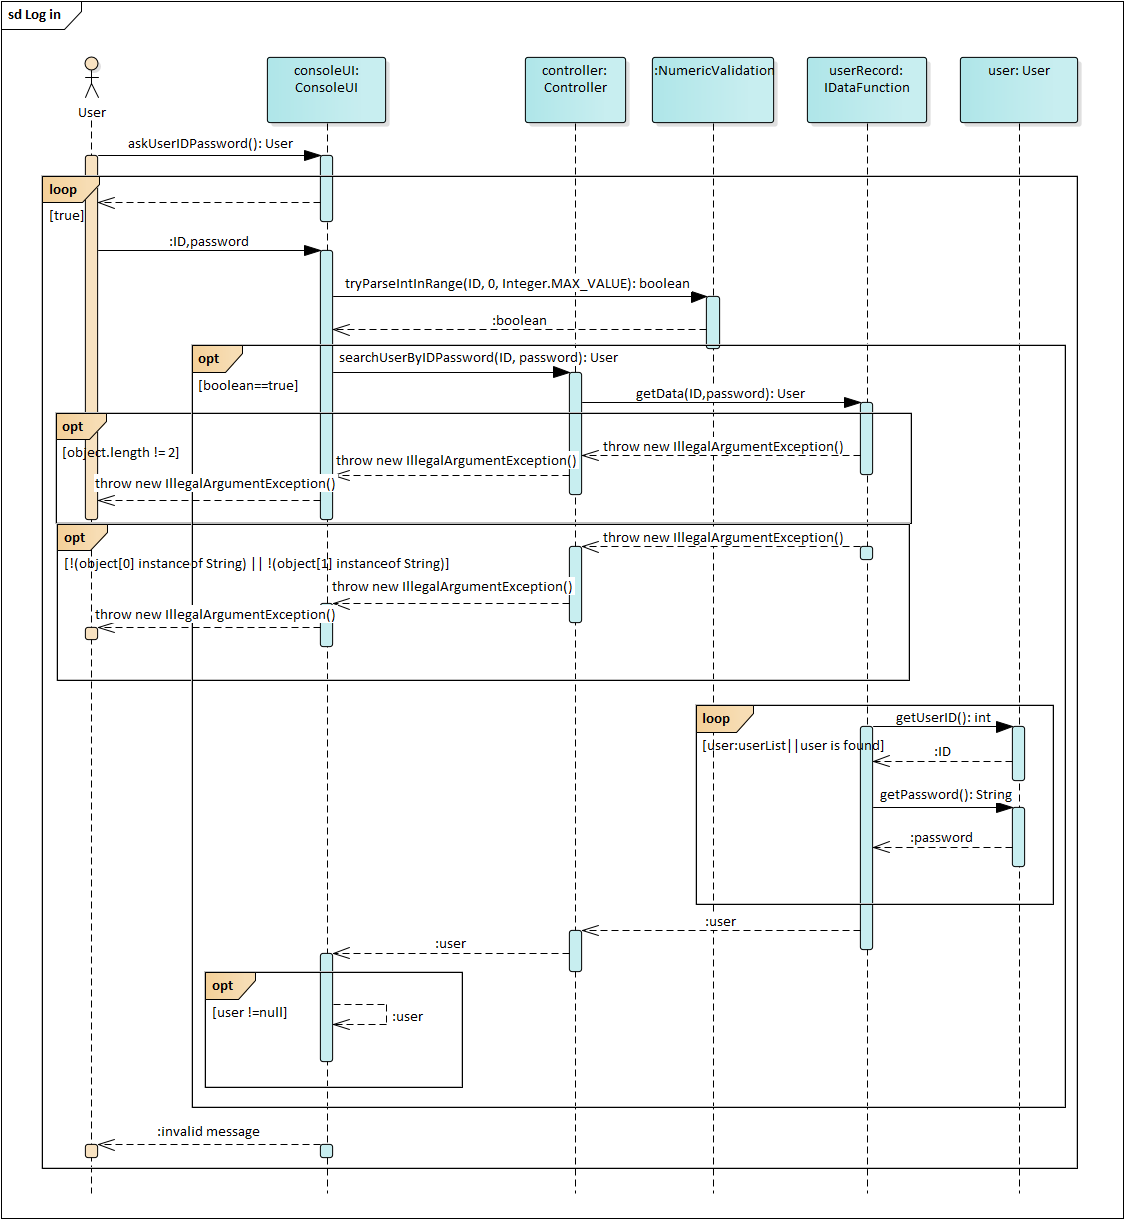 sd Log in
User
consoleUI:
ConsoleUI
controller:
Controller
:NumericValidation
userRecord:
IDataFunction
user: User
askUserIDPassword(): User
loop
[true]
:ID,password
tryParseIntInRange(ID, 0, Integer.MAX_VALUE): boolean
:boolean
opt
[boolean==true]
searchUserByIDPassword(ID, password): User
getData(ID,password): User
opt
[object.length != 2]
throw new IllegalArgumentException()
throw new IllegalArgumentException()
throw new IllegalArgumentException()
opt
[!(object[0] instanceof String) || !(object[1] instanceof String)]
throw new IllegalArgumentException()
throw new IllegalArgumentException()
throw new IllegalArgumentException()
loop
[user:userList||user is found]
getUserID(): int
:ID
getPassword(): String
:password
:user
:user
opt
[user !=null]
:user
:invalid message